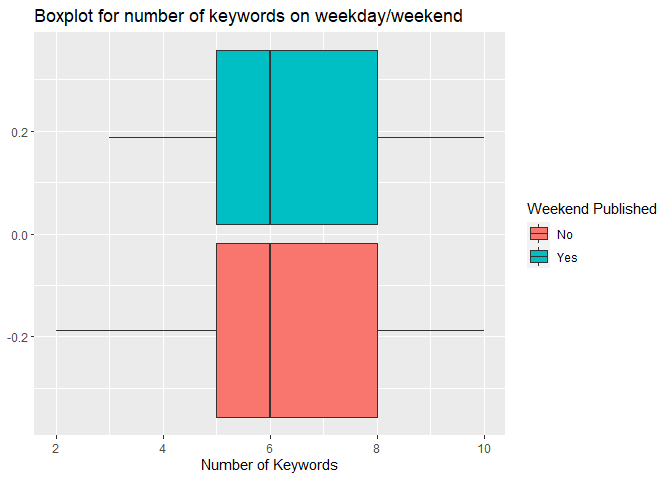 Boxplot for number of keywords on weekday/weekend
0.2
0.0
-0.2
2 4 6 8 10
Number of Keywords
Weekend Published
No
Yes